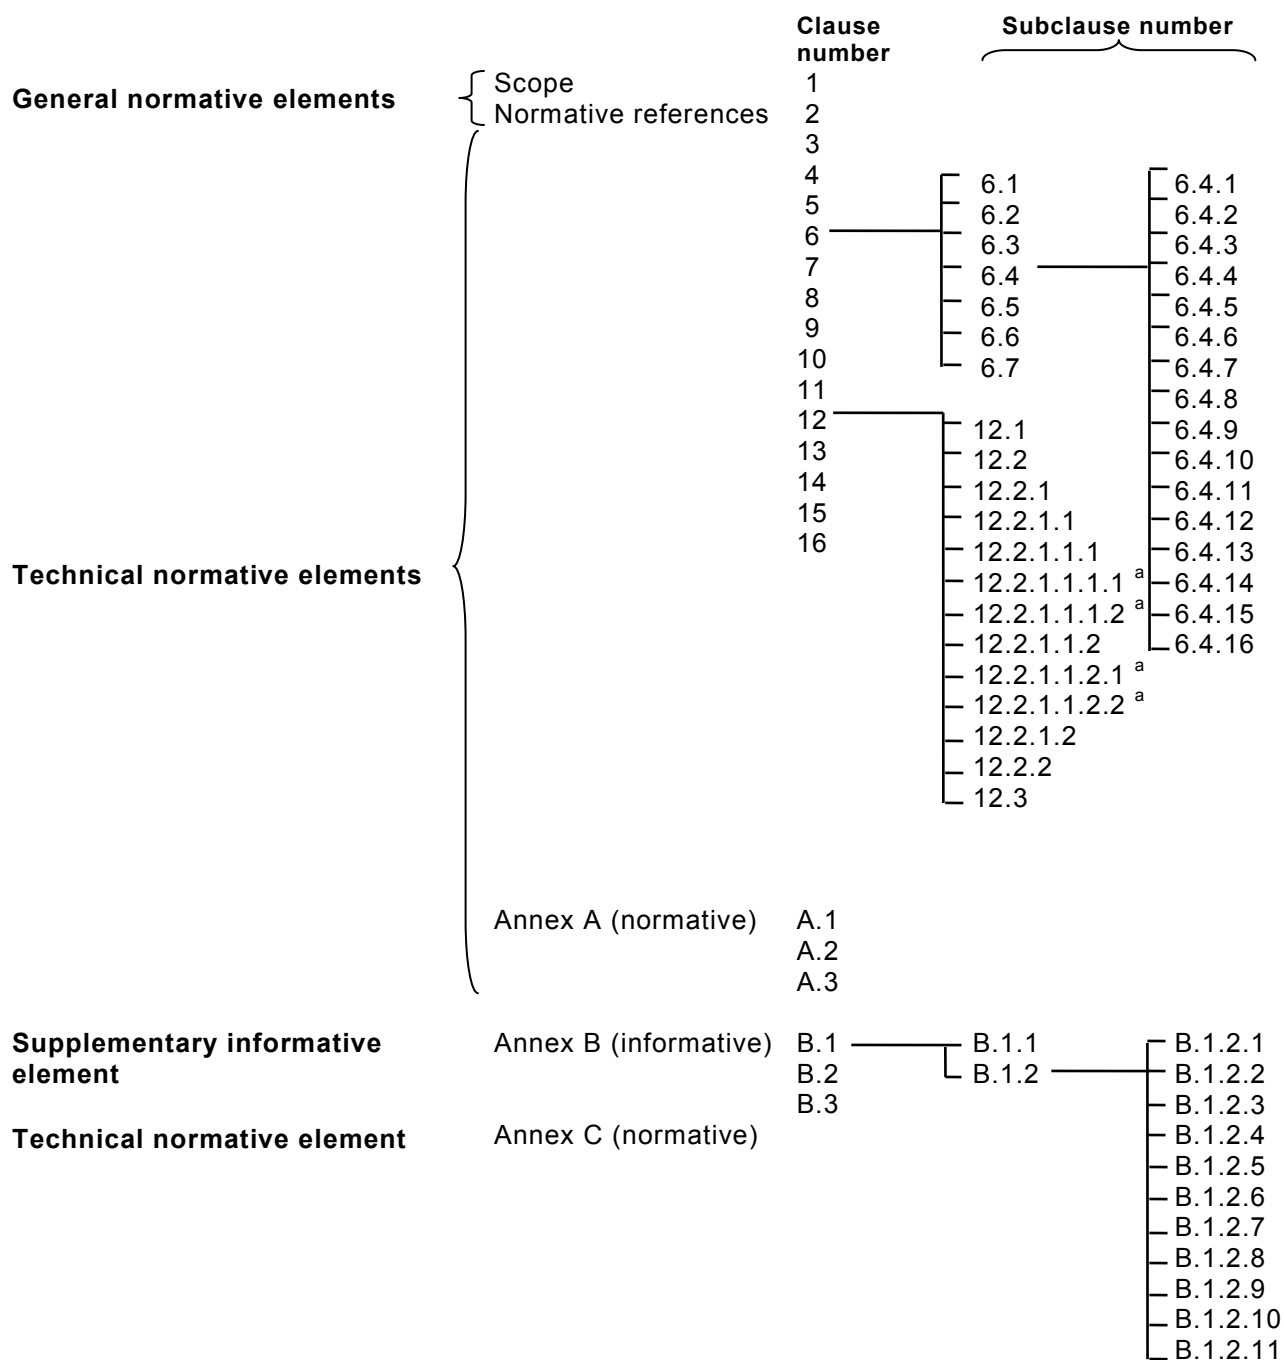 Clause number
Subclause number
General normative elements
Scope
Normative references
1
2
3
4
5
6
7
8
9
10
11
12
13
14
15
16
6.1
6.2
6.3
6.4
6.5
6.6
6.7
6.4.1
6.4.2
6.4.3
6.4.4
6.4.5
6.4.6
6.4.7
6.4.8
6.4.9
6.4.10
6.4.11
6.4.12
6.4.13
6.4.14
6.4.15
6.4.16
12.1
12.2
12.2.1
12.2.1.1
12.2.1.1.1
12.2.1.1.1.1 a
12.2.1.1.1.2 a
12.2.1.1.2
12.2.1.1.2.1 a
12.2.1.1.2.2 a
12.2.1.2
12.2.2
12.3
Technical normative elements
Annex A (normative)
A.1
A.2
A.3
Supplementary informative
element
Annex B (informative)
B.1
B.2
B.3
B.1.1
B.1.2
B.1.2.1
B.1.2.2
B.1.2.3
B.1.2.4
B.1.2.5
B.1.2.6
B.1.2.7
B.1.2.8
B.1.2.9
B.1.2.10
B.1.2.11
Technical normative element
Annex C (normative)